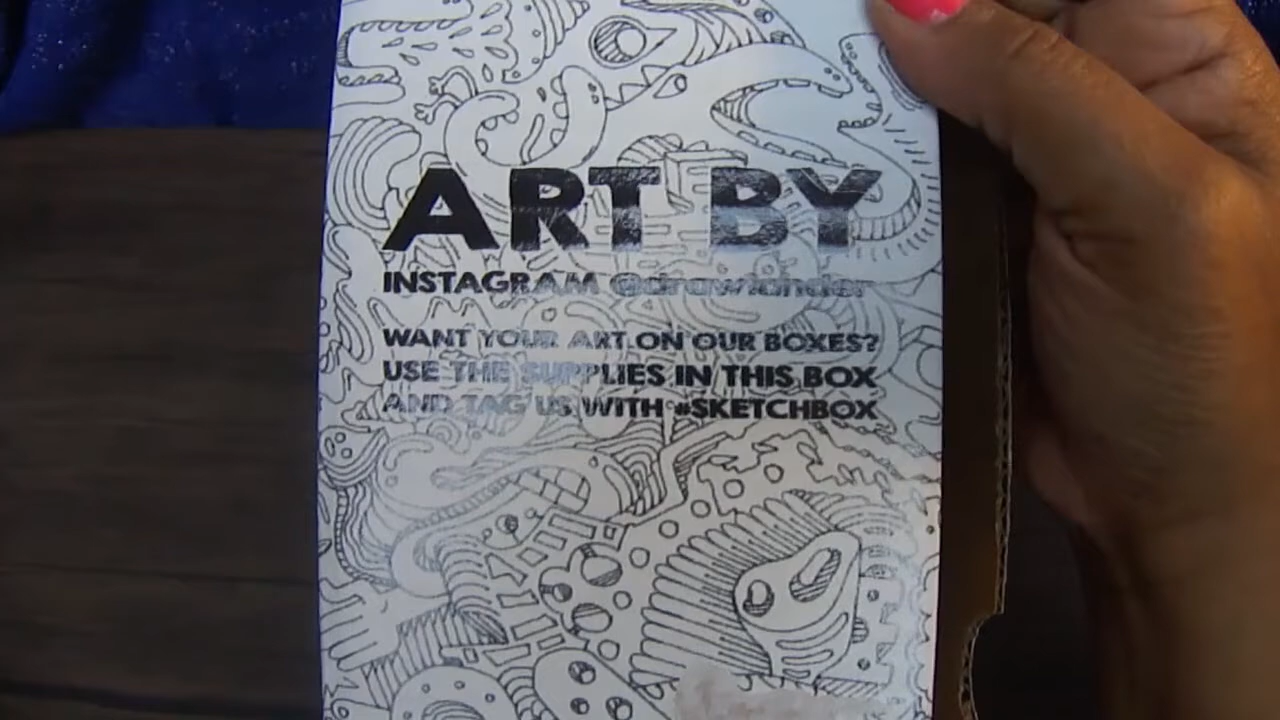 ART BY
INSTAGRAM @drawlander
WANT YOUR ART ON OUR BOXES?
USE THE SUPPLIES IN THIS BOX
AND TAG US WITH #SKETCHBOX